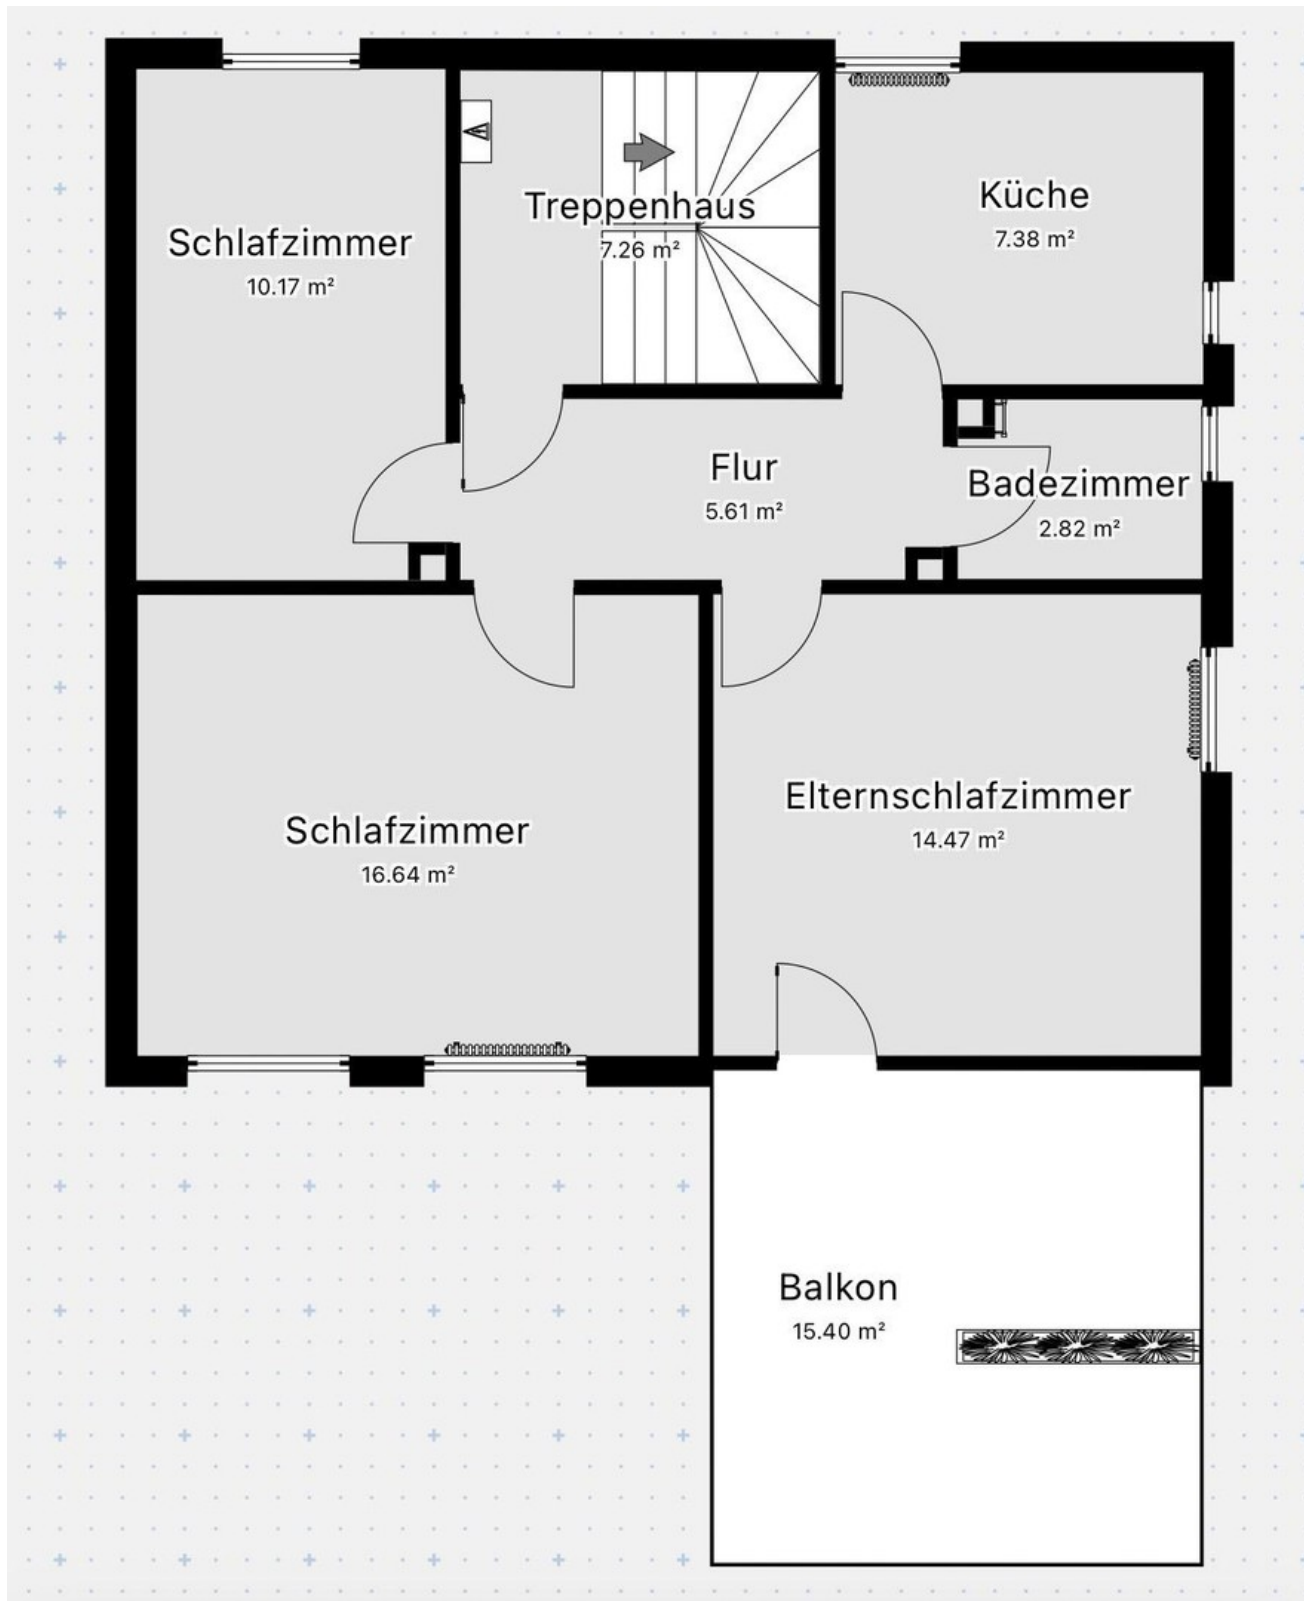 Schlafzimmer
10.17 m²
Treppenhaus
7.26 m²
Küche
7.38 m²
Flur
5.61 m²
Badezimmer
2.82 m²
Schlafzimmer
16.64 m²
Elternschlafzimmer
14.47 m²
Balkon
15.40 m²